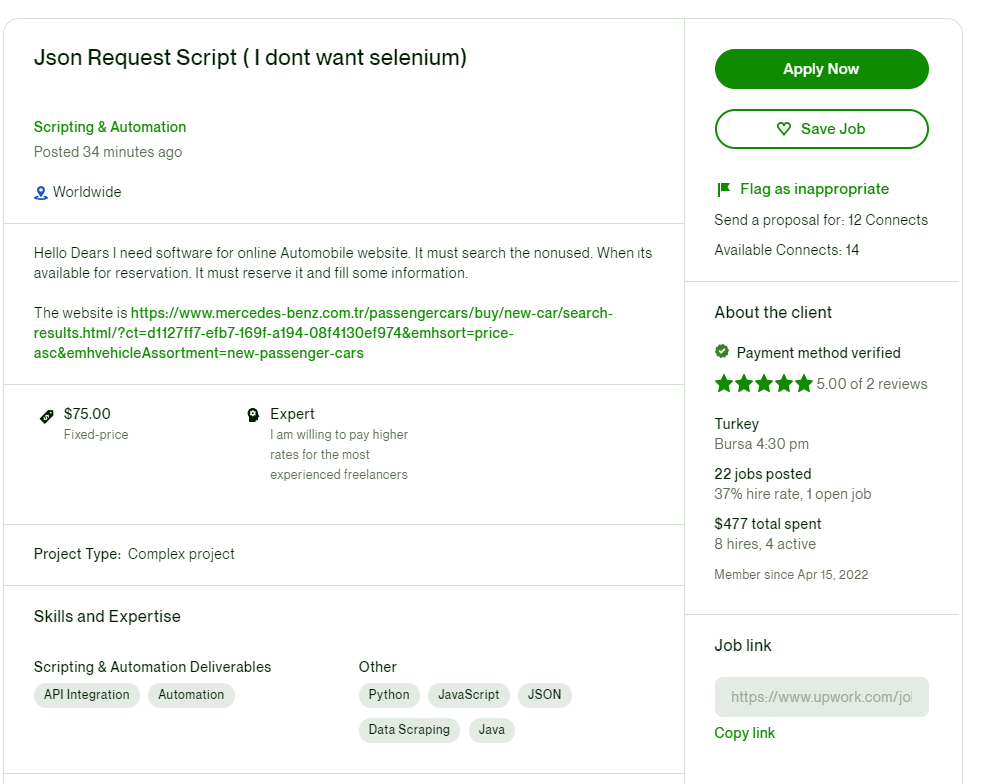 Json Request Script ( I dont want selenium)
Scripting & Automation
Posted 34 minutes ago
Worldwide
Hello Dears I need software for online Automobile website. It must search the nonused. When its
available for reservation. It must reserve it and fill some information.
The website is https://www.mercedes-benz.com.tr/passengercars/buy/new-car/search-
results.html/?ct=d1127ff7-efb7-169f-a194-08f4130ef974&emhsort=price-
asc&emhvehicleAssortment=new-passenger-cars
$75.00
Fixed-price
Expert
I am willing to pay higher
rates for the most
experienced freelancers
Project Type: Complex project
Skills and Expertise
Scripting & Automation Deliverables
API Integration Automation
Other
Python JavaScript JSON
Data Scraping Java
Apply Now
Save Job
Flag as inappropriate
Send a proposal for: 12 Connects
Available Connects: 14
About the client
Payment method verified
5.00 of 2 reviews
Turkey
Bursa 4:30 pm
22 jobs posted
37% hire rate, 1 open job
$477 total spent
8 hires, 4 active
Member since Apr 15, 2022
Job link
https://www.upwork.com/jol
Copy link